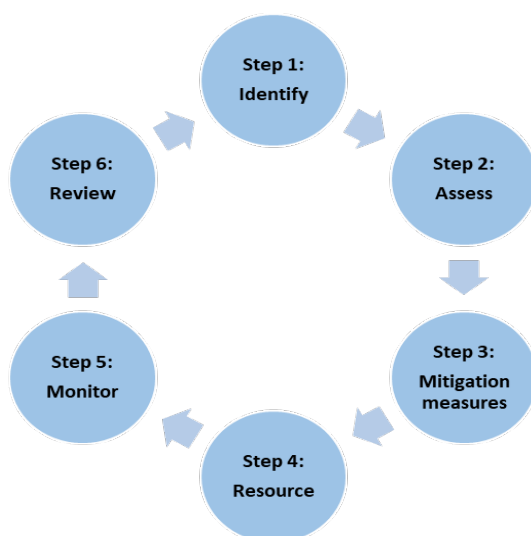 Step 1:
Identify
Step 2:
Assess
Step 3:
Mitigation
measures
Step 4:
Resource
Step 5:
Monitor
Step 6:
Review